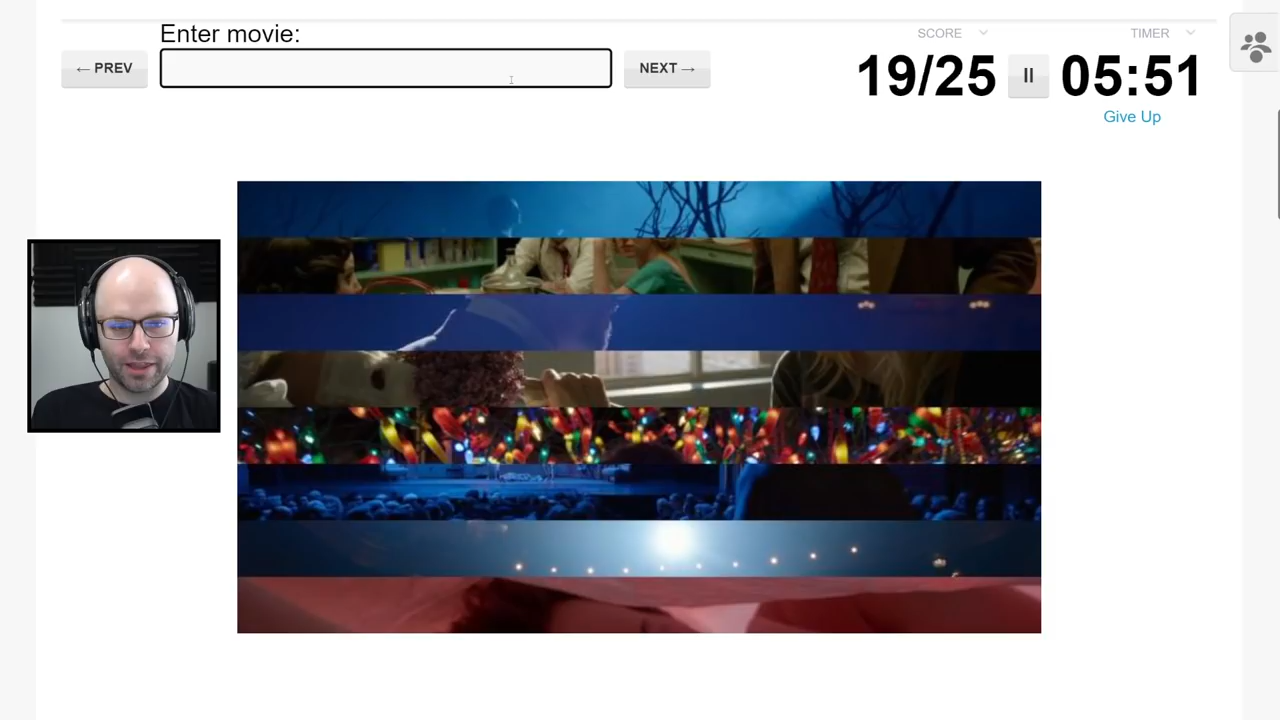 Enter movie:
← PREV
NEXT →
SCORE
19/25
TIMER
05:51
Give Up